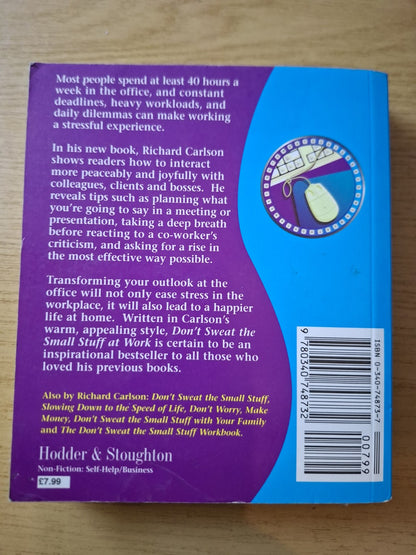 Most people spend at least 40 hours a
week in the office, and constant
deadlines, heavy workloads, and
daily dilemmas can make working
a stressful experience.
In his new book, Richard Carlson
shows readers how to interact
more peaceably and joyfully with
colleagues, clients and bosses. He
reveals tips such as planning what
you're going to say in a meeting or
presentation, taking a deep breath
before reacting to a co-worker's
criticism, and asking for a rise in
the most effective way possible.
Transforming your outlook at the
office will not only ease stress in the
workplace, it will also lead to a happier
life at home. Written in Carlson's
warm, appealing style, Don't Sweat the
Small Stuff at Work is certain to be an
inspirational bestseller to all those who
loved his previous books.
Also by Richard Carlson: Don't Sweat the Small Stuff,
Slowing Down to the Speed of Life, Don't Worry, Make
Money, Don't Sweat the Small Stuff with Your Family
and The Don't Sweat the Small Stuff Workbook.
Hodder & Stoughton
Non-Fiction: Self-Help/Business
£7.99
ISBN 0-340-74873-7
9 780340 748732
00799